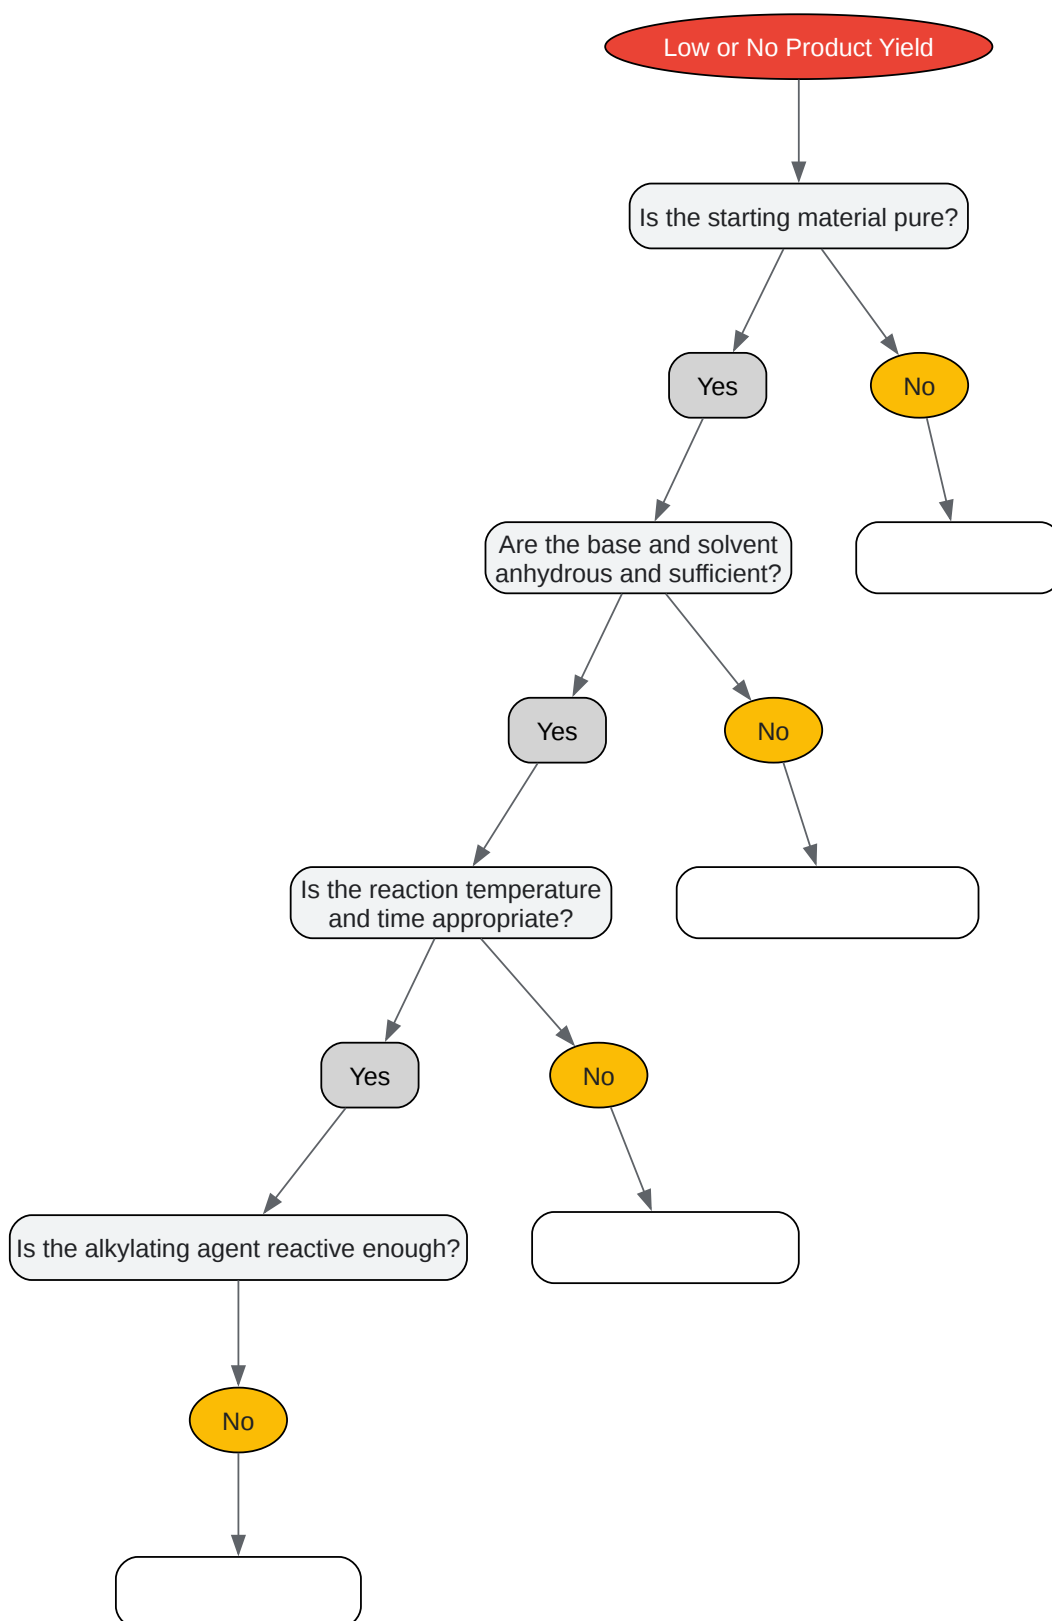 Low or No Product Yield
Is the starting material pure?
Yes
No
Are the base and solvent
anhydrous and sufficient?
Yes
No
Is the reaction temperature
and time appropriate?
Yes
No
Is the alkylating agent reactive enough?
No